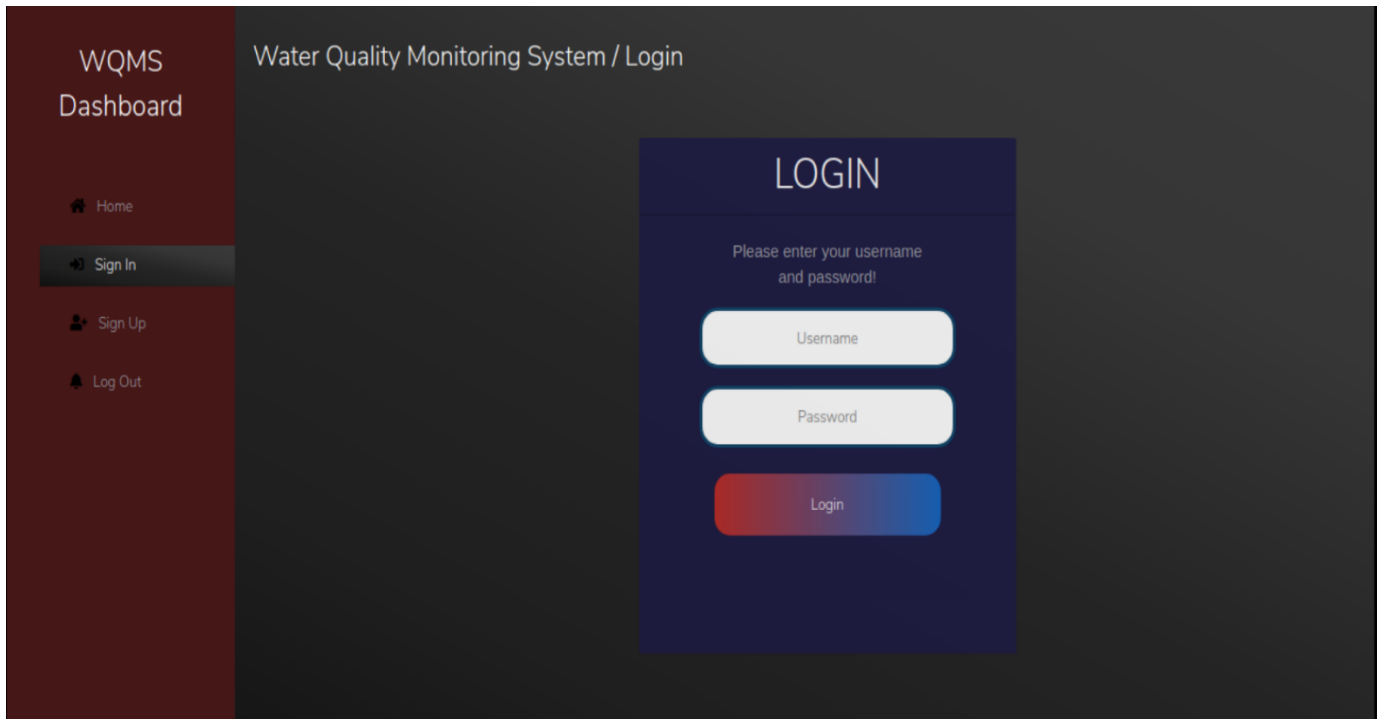 WQMS
Dashboard
Home
Sign In
Sign Up
Log Out
Water Quality Monitoring System / Login
LOGIN
Please enter your username
and password!
Username
Password
Login